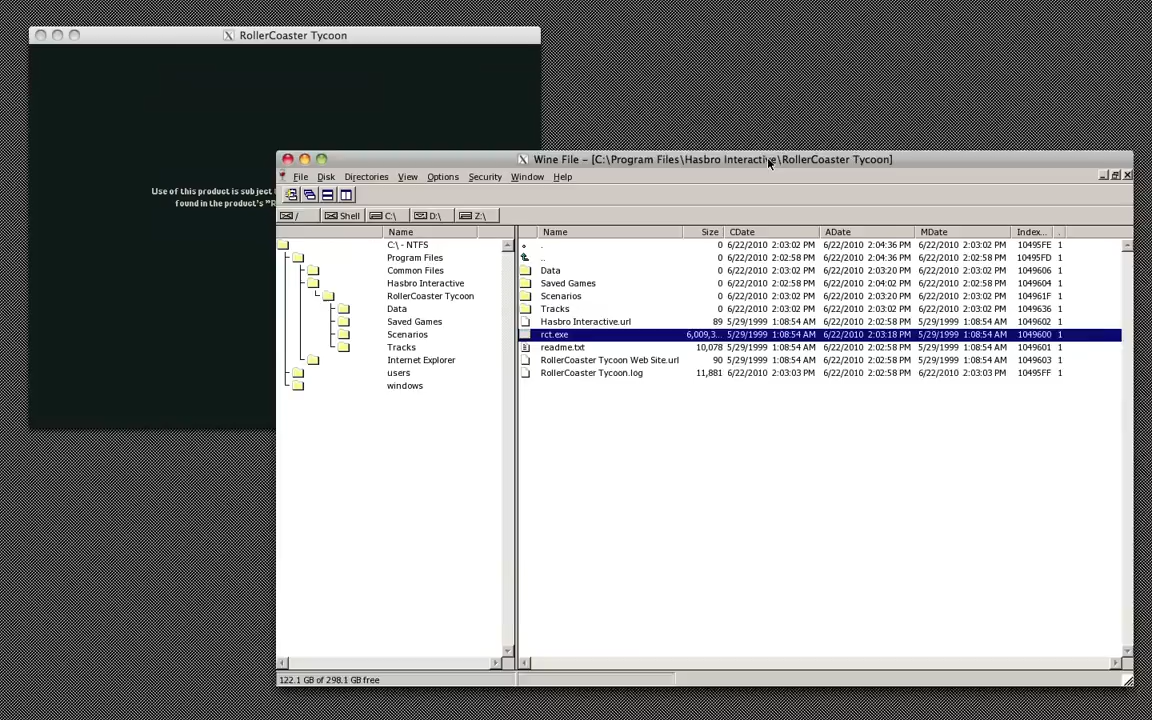 RollerCoaster Tycoon
Use of this product is subject
found in the product's "R
Wine File - [C:\Program Files\Hasbro Interactive\RollerCoaster Tycoon]
File Disk Directories View Options Security Window Help
/ Shell C:\ D:\ Z:\
Name
C:\ - NTFS
Program Files
Common Files
Hasbro Interactive
RollerCoaster Tycoon
Data
Saved Games
Scenarios
Tracks
Internet Explorer
users
windows
Name Size CDate ADate MDate Index... .
. 0 6/22/2010 2:03:02 PM 6/22/2010 2:04:36 PM 6/22/2010 2:03:02 PM 10495FE 1
.. 0 6/22/2010 2:02:58 PM 6/22/2010 2:04:36 PM 6/22/2010 2:02:58 PM 10495FD 1
Data 0 6/22/2010 2:03:02 PM 6/22/2010 2:03:20 PM 6/22/2010 2:03:02 PM 1049606 1
Saved Games 0 6/22/2010 2:02:58 PM 6/22/2010 2:04:02 PM 6/22/2010 2:02:58 PM 1049604 1
Scenarios 0 6/22/2010 2:03:02 PM 6/22/2010 2:03:20 PM 6/22/2010 2:03:02 PM 104961F 1
Tracks 0 6/22/2010 2:03:02 PM 6/22/2010 2:03:20 PM 6/22/2010 2:03:02 PM 1049636 1
Hasbro Interactive.url 89 5/29/1999 1:08:54 AM 6/22/2010 2:02:58 PM 5/29/1999 1:08:54 AM 1049602 1
rct.exe 6,009,3... 5/29/1999 1:08:54 AM 6/22/2010 2:03:18 PM 5/29/1999 1:08:54 AM 1049600 1
readme.txt 10,078 5/29/1999 1:08:54 AM 6/22/2010 2:02:58 PM 5/29/1999 1:08:54 AM 1049601 1
RollerCoaster Tycoon Web Site.url 90 5/29/1999 1:08:54 AM 6/22/2010 2:02:58 PM 5/29/1999 1:08:54 AM 1049603 1
RollerCoaster Tycoon.log 11,881 6/22/2010 2:03:03 PM 6/22/2010 2:02:58 PM 6/22/2010 2:03:03 PM 10495FF 1
122.1 GB of 298.1 GB free